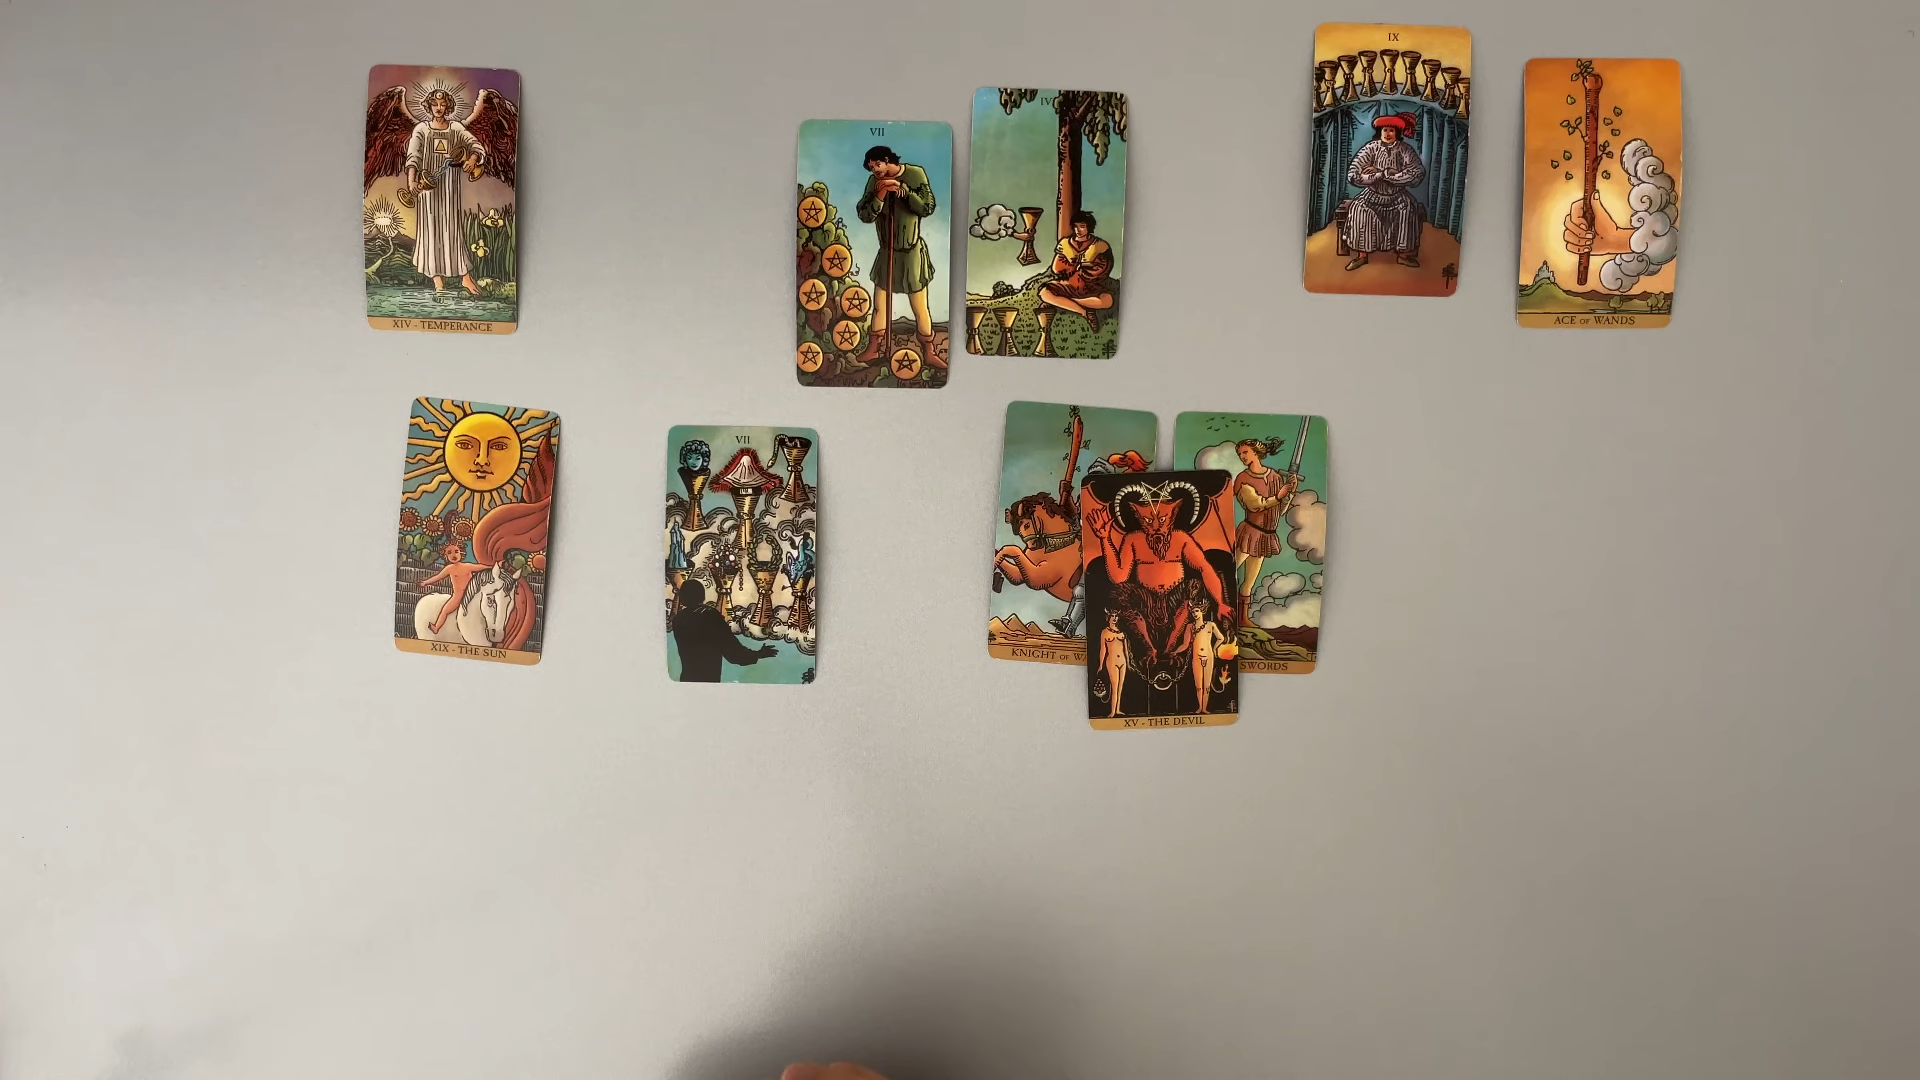 IX
IV
VII
XIV - TEMPERANCE
ACE OF WANDS
VII
XIX - THE SUN
KNIGHT OF
SWORDS
XV - THE DEVIL